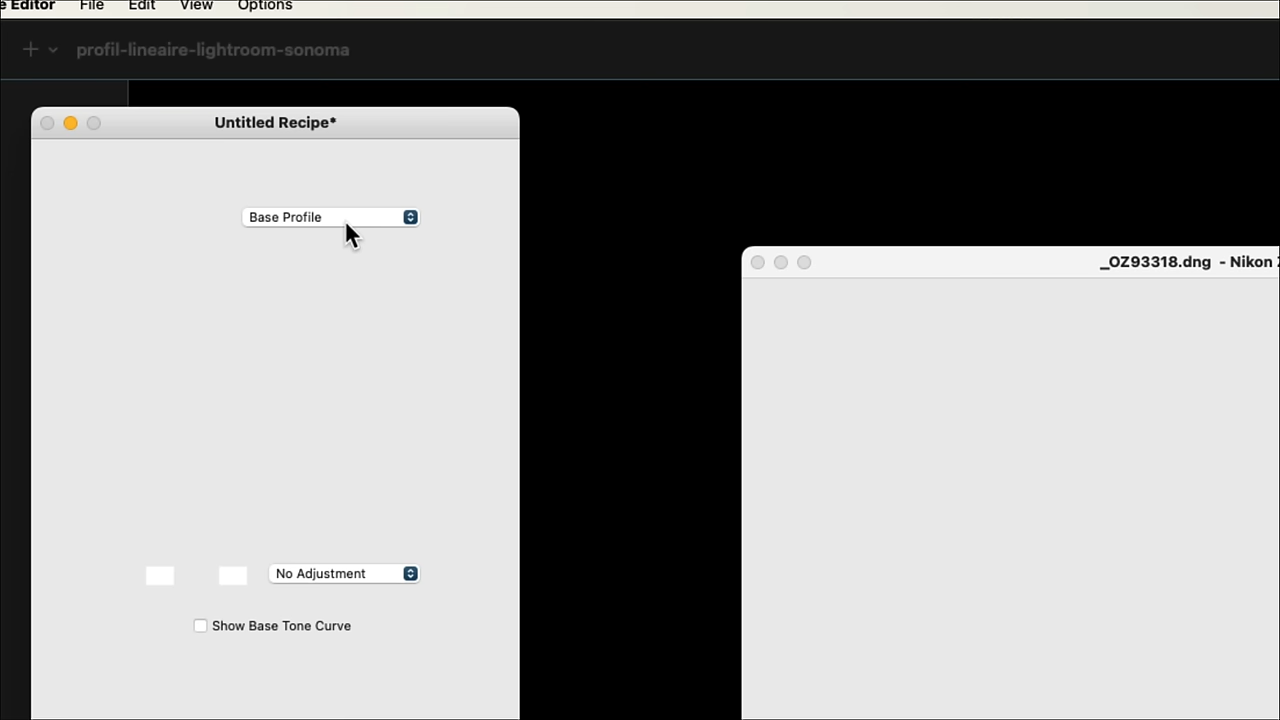 Editor File Edit View Options
profil-lineaire-lightroom-sonoma
Untitled Recipe*
Base Profile
_OZ93318.dng - Nikon
No Adjustment
Show Base Tone Curve